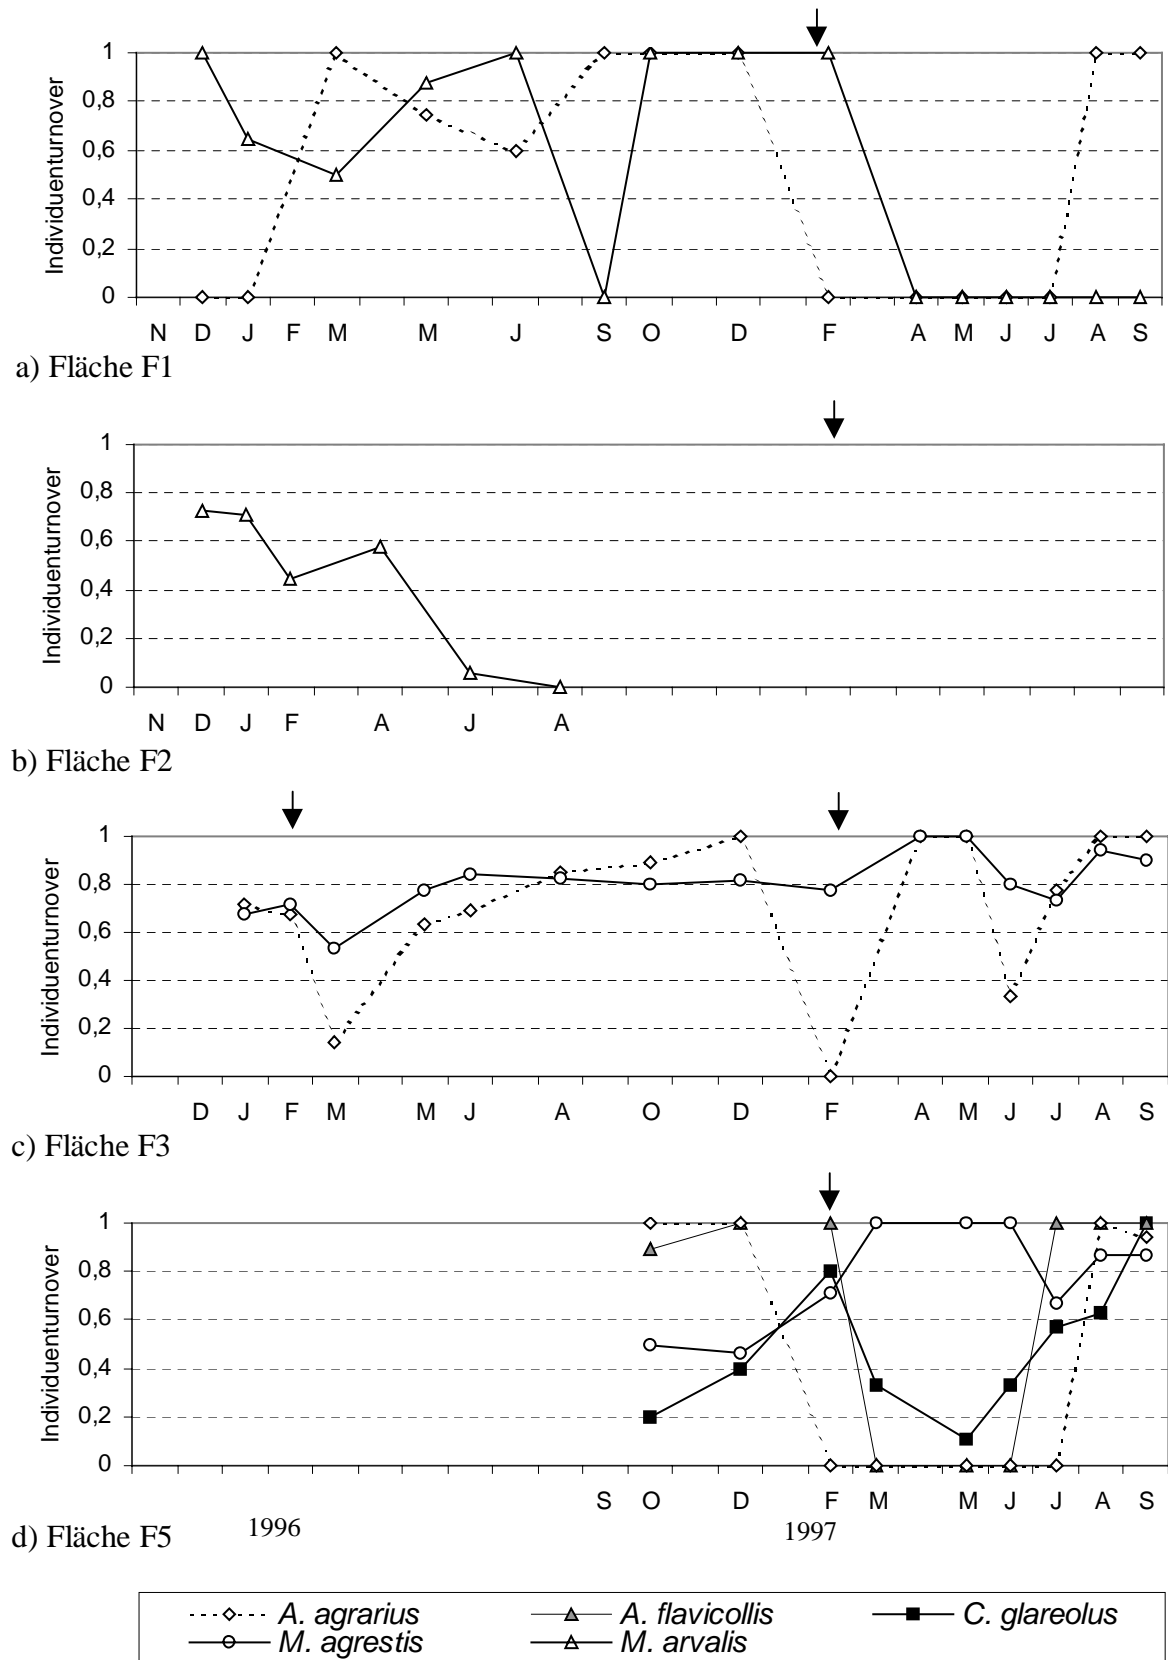 Individuenturnover
1
0,8
0,6
0,4
0,2
0
N D J F M M J S O D F A M J J A S
a) Fläche F1
Individuenturnover
1
0,8
0,6
0,4
0,2
0
N D J F A J A
b) Fläche F2
Individuenturnover
1
0,8
0,6
0,4
0,2
0
D J F M M J A O D F A M J J A S
c) Fläche F3
Individuenturnover
1
0,8
0,6
0,4
0,2
0
S O D F M M J J A S
d) Fläche F5 1996 1997
A. agrarius A. flavicollis C. glareolus
M. agrestis M. arvalis